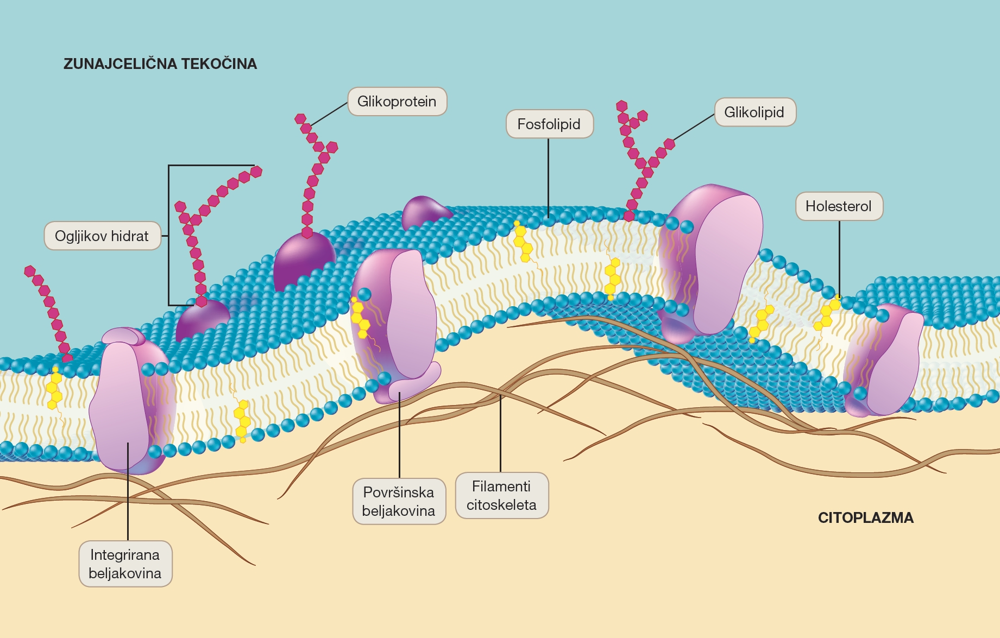 ZUNAJCELIČNA TEKOČINA
Glikoprotein
Glikolipid
Fosfolipid
Holesterol
Ogljikov hidrat
Površinska
beljakovina
Filamenti
citoskeleta
CITOPLAZMA
Integrirana
beljakovina